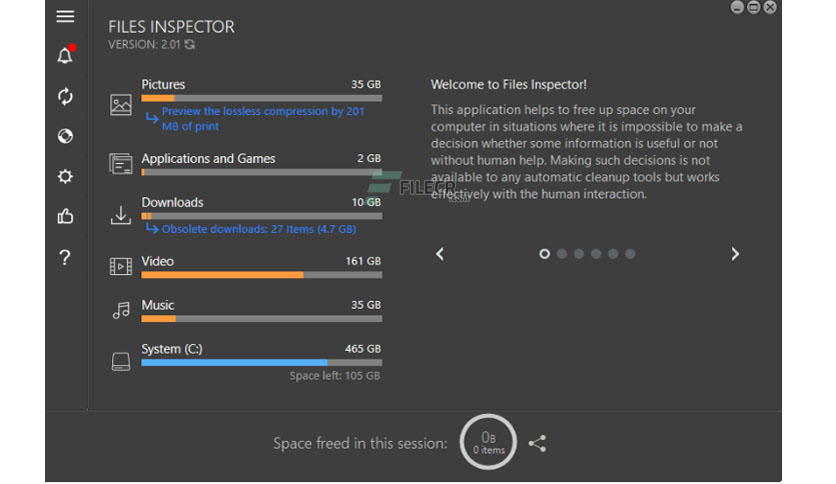 FILES INSPECTOR
VERSION: 2.01
Pictures 35 GB
Preview the lossless compression by 201
MB of print
Applications and Games 2 GB
Downloads 10 GB
Obsolete downloads: 27 Items (4.7 GB)
Video 161 GB
Music 35 GB
System (C:) 465 GB
Space left: 105 GB
Welcome to Files Inspector!
This application helps to free up space on your
computer in situations where it is impossible to make a
decision whether some information is useful or not
without human help. Making such decisions is not
available to any automatic cleanup tools but works
effectively with the human interaction.
FILECR
Space freed in this session:
0B
0 items